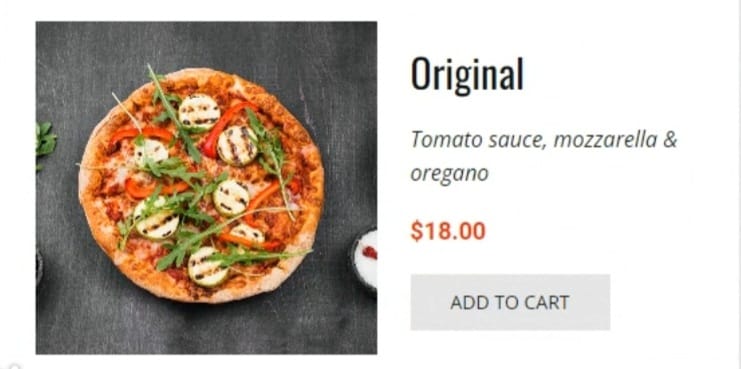 Original
Tomato sauce, mozzarella &
oregano
$18.00
ADD TO CART